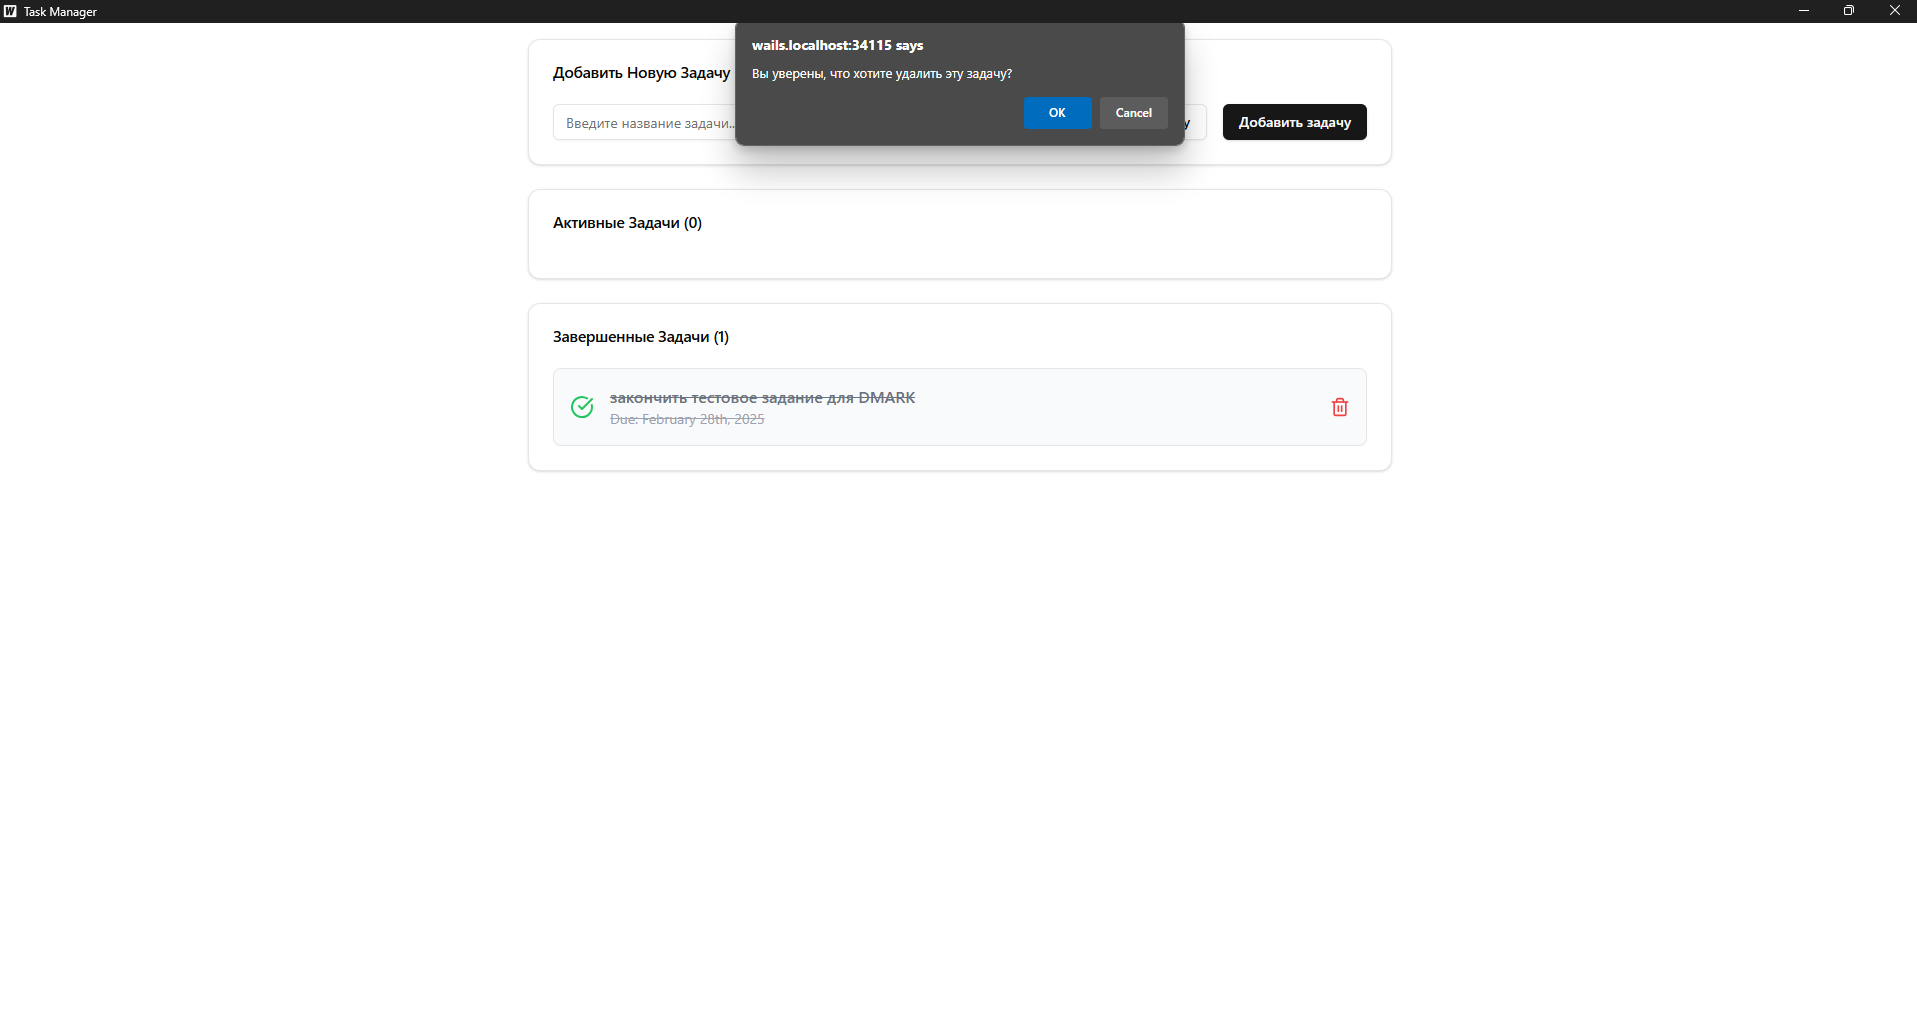 Task Manager
wails.localhost:34115 says
Вы уверены, что хотите удалить эту задачу?
OK
Cancel
Добавить Новую Задачу
Введите название задачи..
у
Добавить задачу
Активные Задачи (0)
Завершенные Задачи (1)
закончить тестовое задание для DMARK
Due: February 28th, 2025